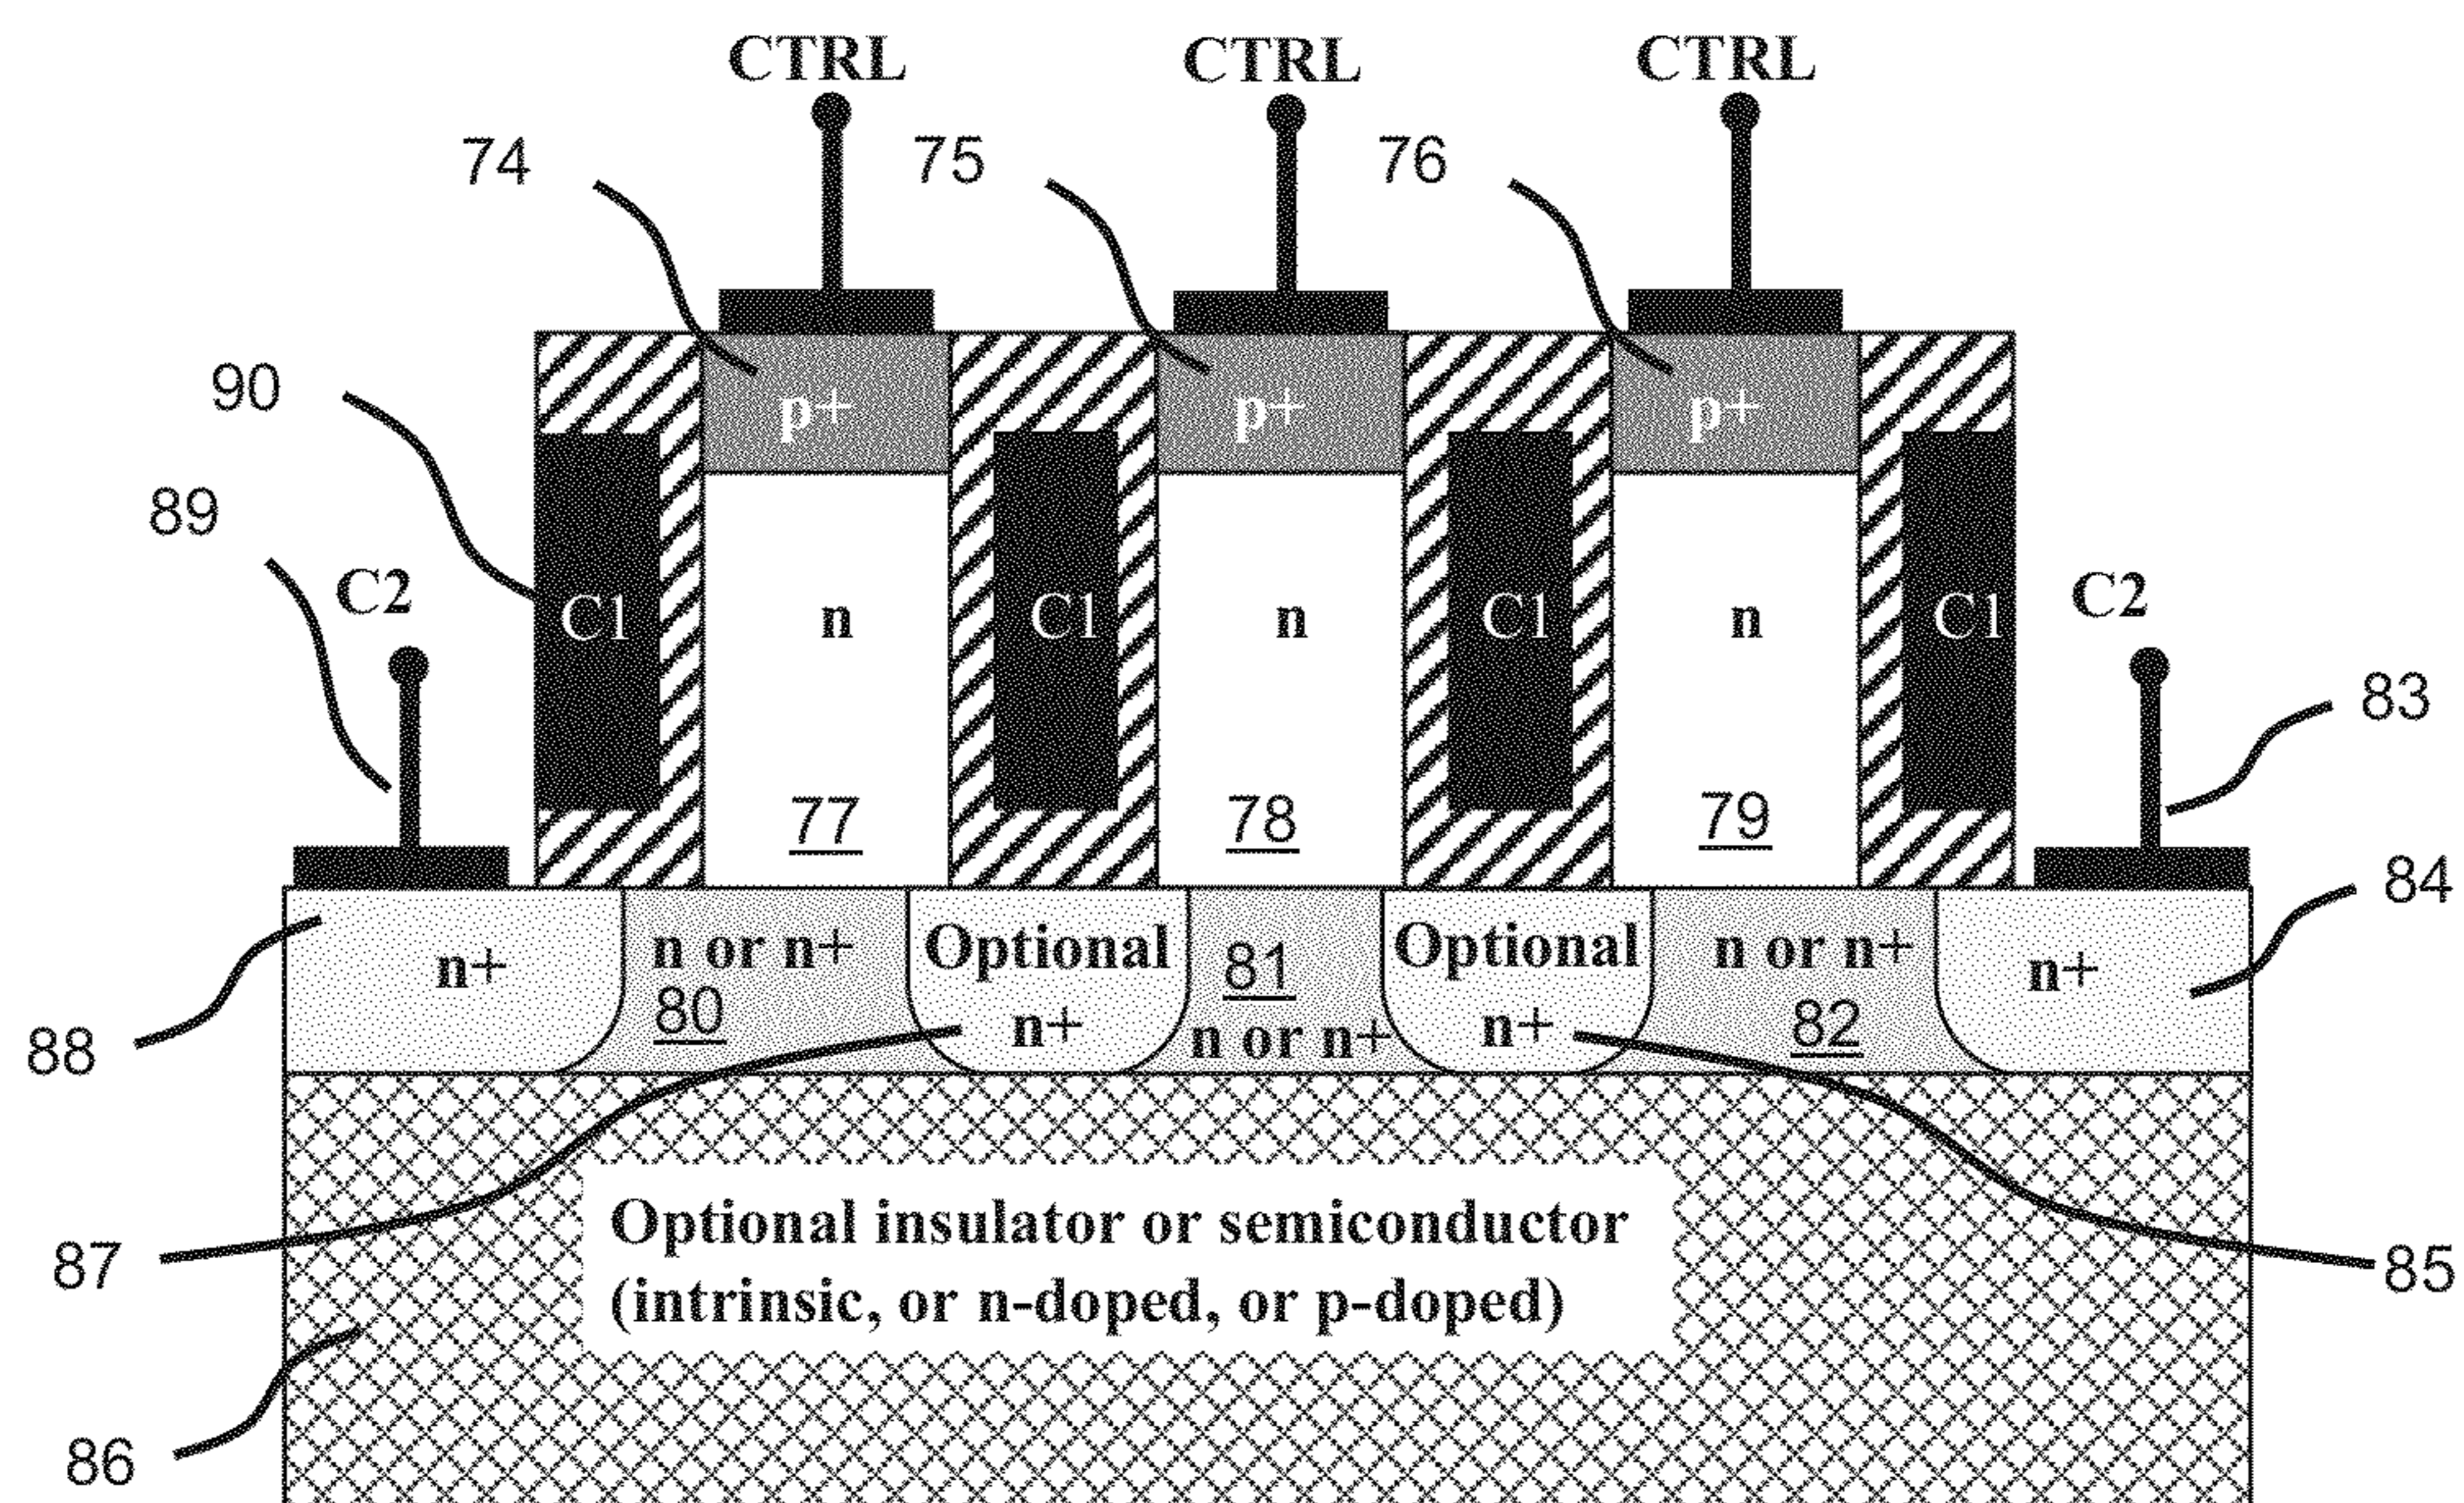 CTRL CTRL CTRL
74 75 76
90 p+ p+ p+
89
C2 C1 n C1 n C1 n C1 C2
83
77 78 79
84
n+ n or n+ Optional 81 Optional n or n+ n+
80 n+ n or n+ n+ 82
88
Optional insulator or semiconductor
87 85
(intrinsic, or n-doped, or p-doped)
86